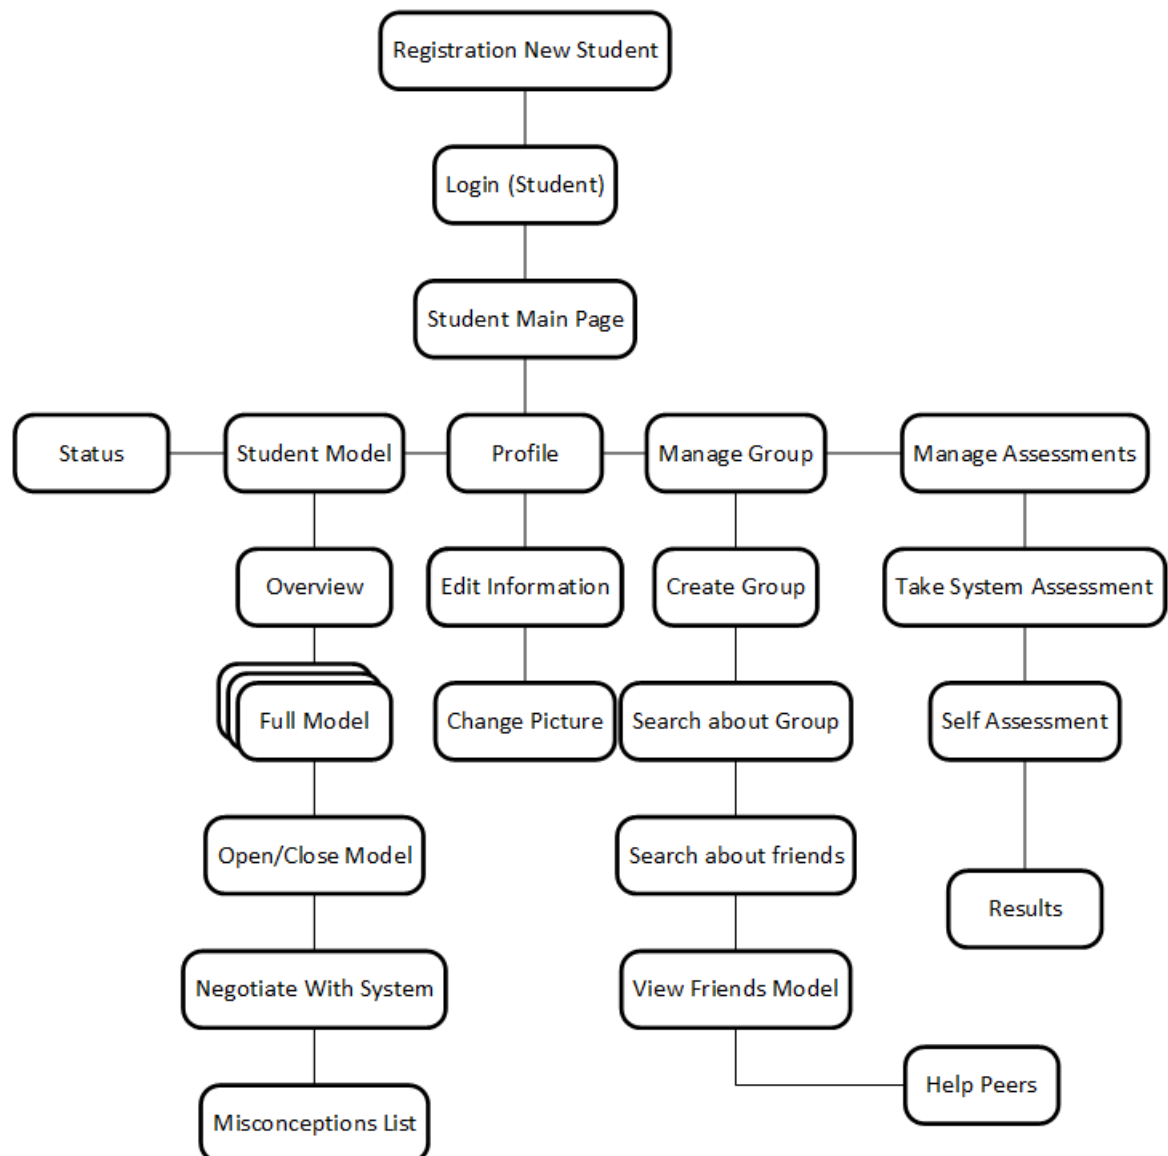 Registration New Student
Login (Student)
Student Main Page
Status
Student Model
Profile
Manage Group
Manage Assessments
Overview
Edit Information
Create Group
Take System Assessment
Full Model
Change Picture
Search about Group
Self Assessment
Open/Close Model
Search about friends
Results
Negotiate With System
View Friends Model
Help Peers
Misconceptions List